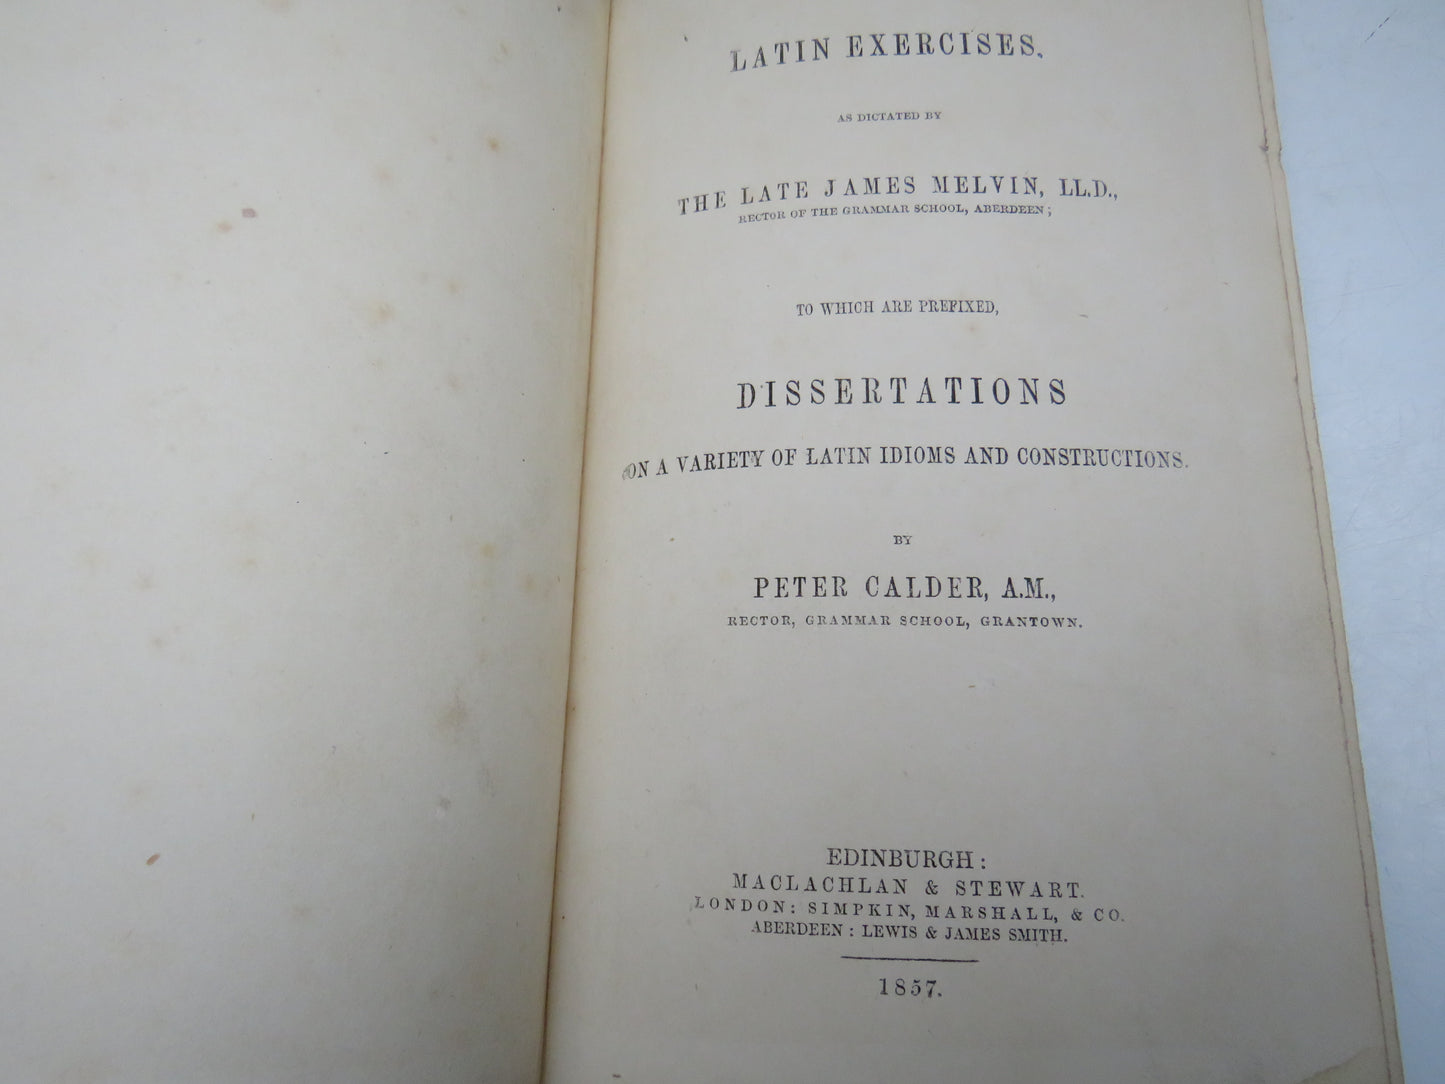 LATIN EXERCISES,
AS DICTATED BY
THE LATE JAMES MELVIN, LL.D.,
RECTOR OF THE GRAMMAR SCHOOL, ABERDEEN;
TO WHICH ARE PREFIXED,
DISSERTATIONS
ON A VARIETY OF LATIN IDIOMS AND CONSTRUCTIONS.
BY
PETER CALDER, A.M.,
RECTOR, GRAMMAR SCHOOL, GRANTOWN.
EDINBURGH:
MACLACHLAN & STEWART.
LONDON: SIMPKIN, MARSHALL, & CO.
ABERDEEN: LEWIS & JAMES SMITH.
1857.